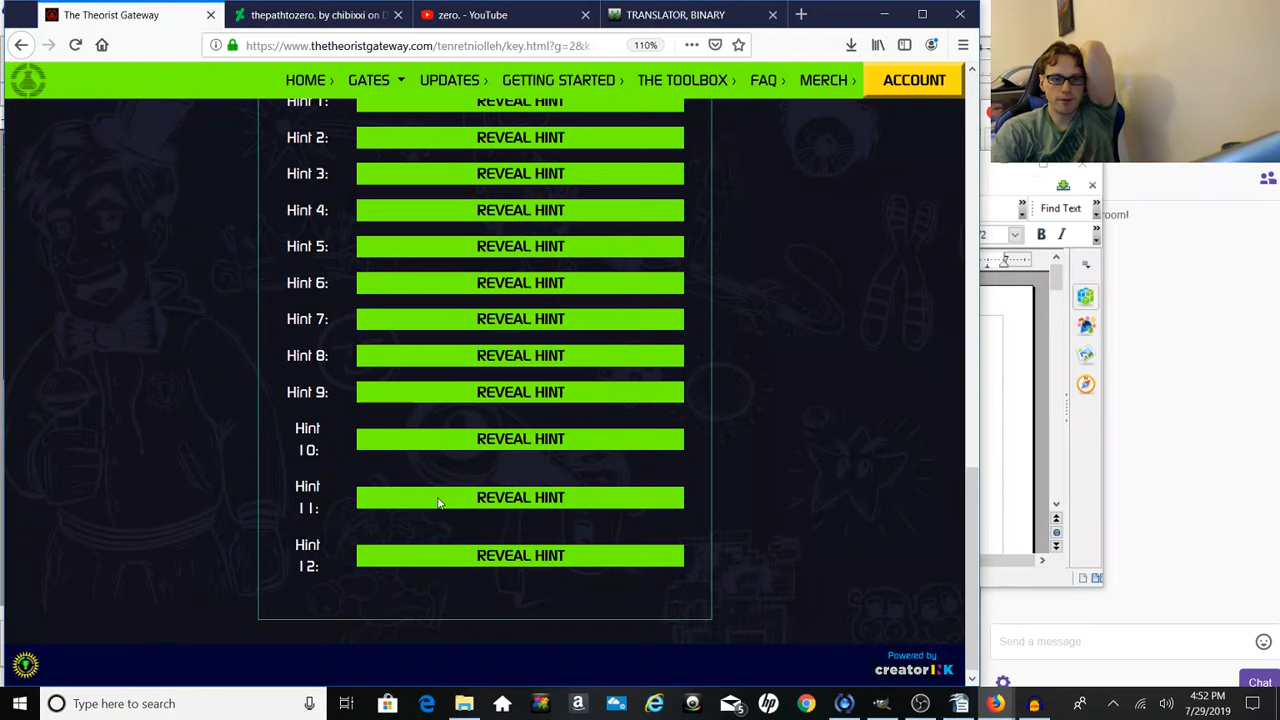 The Theorist Gateway
thepathtozero. by chibixxi on D
zero. - YouTube
TRANSLATOR, BINARY
https://www.thetheoristgateway.com/tenretniolleh/key.html?g=2&k
110%
HOME ›
GATES
UPDATES ›
GETTING STARTED ›
THE TOOLBOX ›
FAQ ›
MERCH ›
ACCOUNT
Hint 1: REVEAL HINT
Hint 2: REVEAL HINT
Hint 3: REVEAL HINT
Hint 4: REVEAL HINT
Hint 5: REVEAL HINT
Hint 6: REVEAL HINT
Hint 7: REVEAL HINT
Hint 8: REVEAL HINT
Hint 9: REVEAL HINT
Hint
10: REVEAL HINT
Hint
11: REVEAL HINT
Hint
12: REVEAL HINT
Powered by
creatorINK
Find Text
room!
B I
Send a message
Chat
Type here to search
4:52 PM
7/29/2019